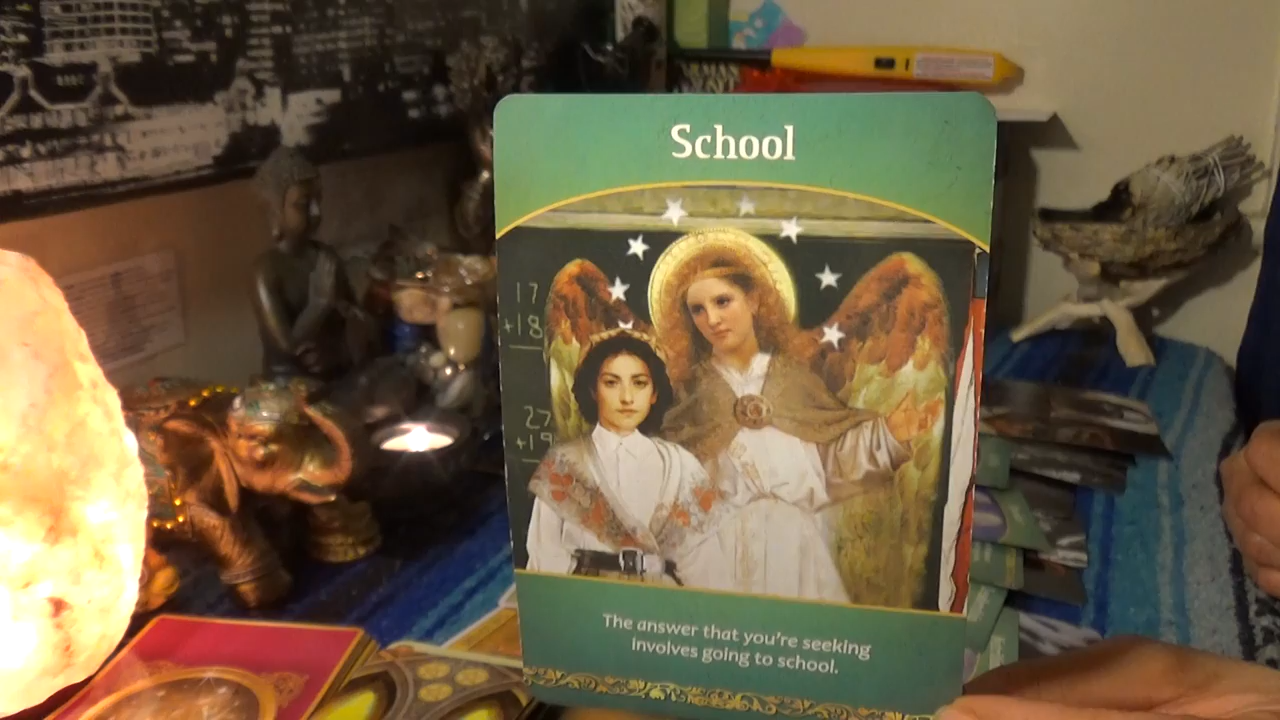 School
17
+18
27
+19
The answer that you're seeking
involves going to school.